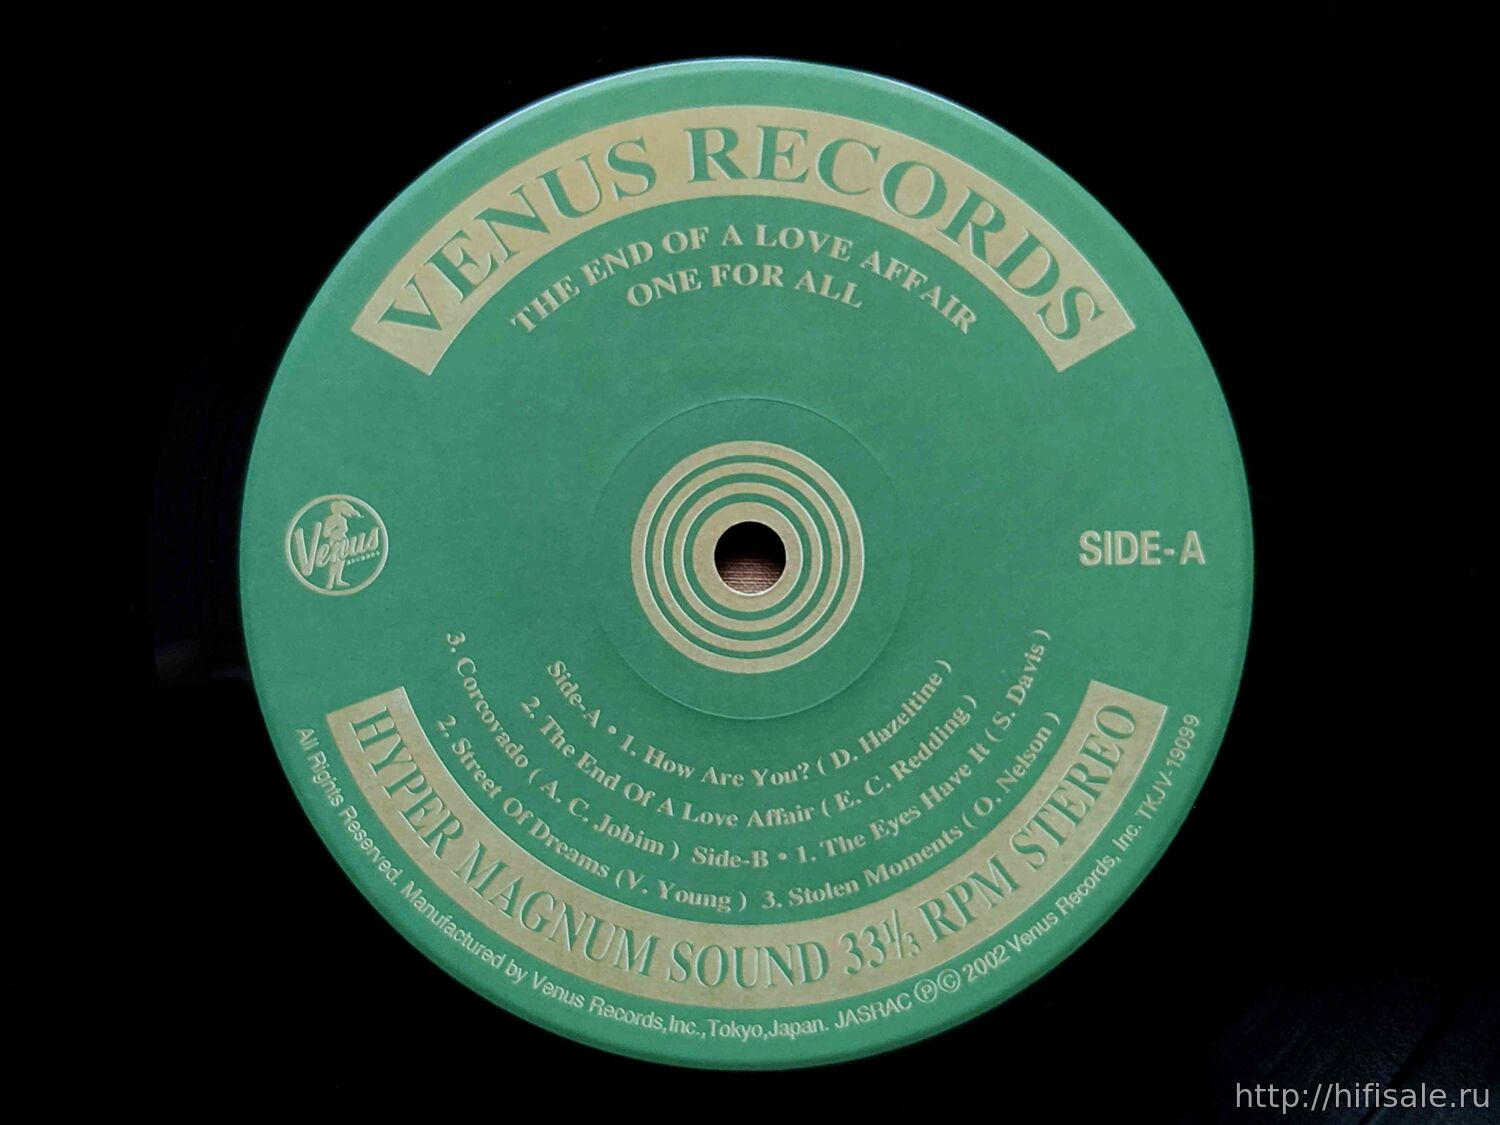 VENUS RECORDS
THE END OF A LOVE AFFAIR
ONE FOR ALL
Venus
RECORDS
SIDE-A
Side-A • 1. How Are You? ( D. Hazeltine )
2. The End Of A Love Affair ( E. C. Redding )
3. Corcovado ( A. C. Jobim ) Side-B • 1. The Eyes Have It ( S. Davis )
2. Street Of Dreams (V. Young ) 3. Stolen Moments ( O. Nelson )
HYPER MAGNUM SOUND 33⅓ RPM STEREO
All Rights Reserved. Manufactured by Venus Records,Inc.,Tokyo,Japan. JASRAC ℗© 2002 Venus Records, Inc. TKJV-19099
http://hifisale.ru